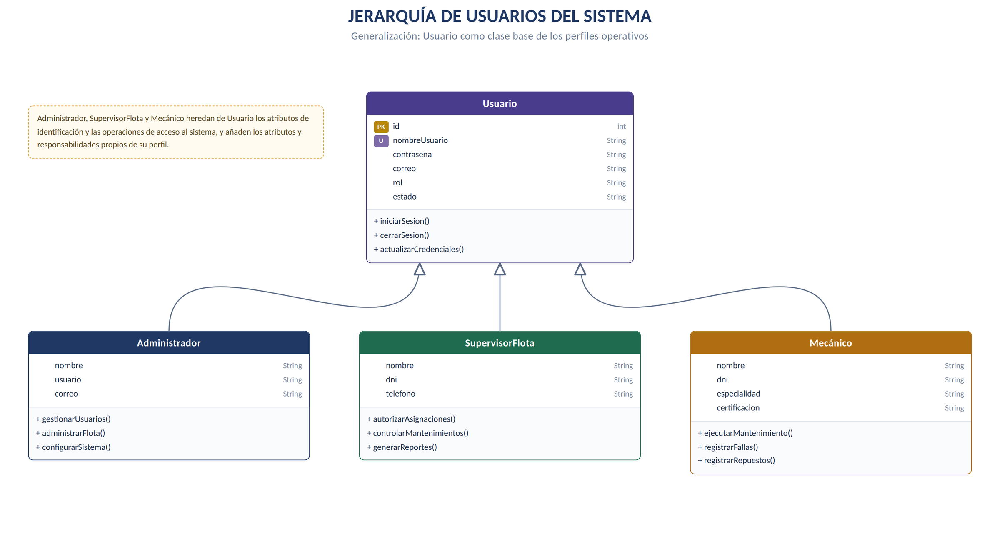 JERARQUÍA DE USUARIOS DEL SISTEMA
Generalización: Usuario como clase base de los perfiles operativos
Administrador, SupervisorFlota y Mecánico heredan de Usuario los atributos de
identificación y las operaciones de acceso al sistema, y añaden los atributos y
responsabilidades propios de su perfil.
Usuario
PK id int
U nombreUsuario String
contrasena String
correo String
rol String
estado String
+ iniciarSesion()
+ cerrarSesion()
+ actualizarCredenciales()
Administrador
nombre String
usuario String
correo String
+ gestionarUsuarios()
+ administrarFlota()
+ configurarSistema()
SupervisorFlota
nombre String
dni String
telefono String
+ autorizarAsignaciones()
+ controlarMantenimientos()
+ generarReportes()
Mecánico
nombre String
dni String
especialidad String
certificacion String
+ ejecutarMantenimiento()
+ registrarFallas()
+ registrarRepuestos()